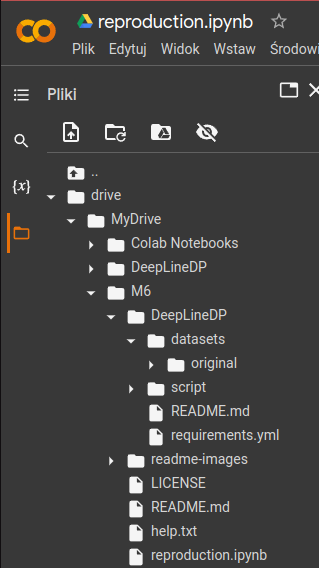 reproduction.ipynb
Plik Edytuj Widok Wstaw Środowi
Pliki
{x}
..
drive
MyDrive
Colab Notebooks
DeepLineDP
M6
DeepLineDP
datasets
original
script
README.md
requirements.yml
readme-images
LICENSE
README.md
help.txt
reproduction.ipynb